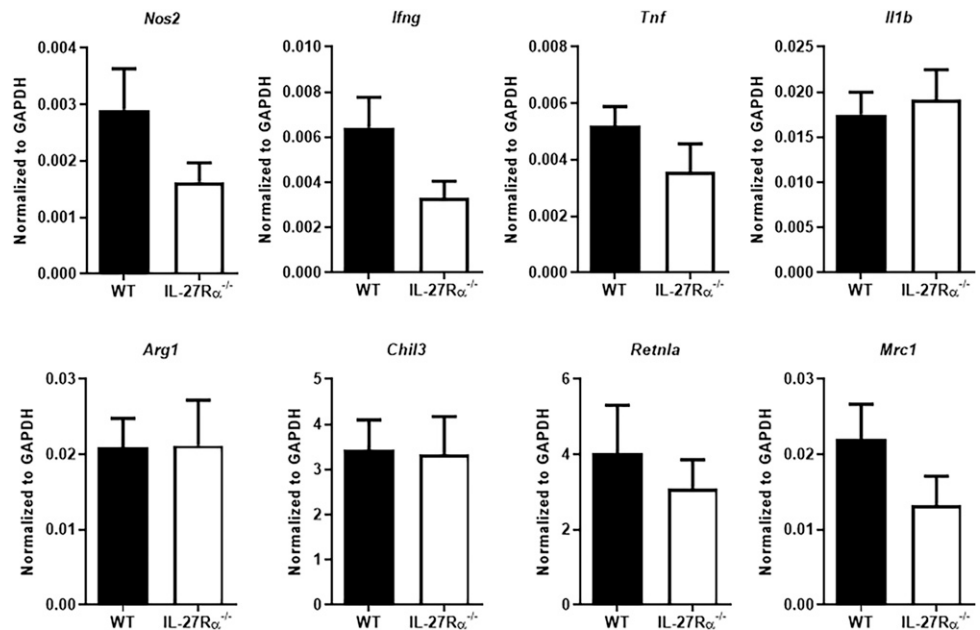 Nos2
Normalized to GAPDH
0.004
0.003
0.002
0.001
0.000
WT
IL-27Rα-/-
Ifng
Normalized to GAPDH
0.010
0.008
0.006
0.004
0.002
0.000
WT
IL-27Rα-/-
Tnf
Normalized to GAPDH
0.008
0.006
0.004
0.002
0.000
WT
IL-27Rα-/-
Il1b
Normalized to GAPDH
0.025
0.020
0.015
0.010
0.005
0.000
WT
IL-27Rα-/-
Arg1
Normalized to GAPDH
0.03
0.02
0.01
0.00
WT
IL-27Rα-/-
Chil3
Normalized to GAPDH
5
4
3
2
1
0
WT
IL-27Rα-/-
Retnla
Normalized to GAPDH
6
4
2
0
WT
IL-27Rα-/-
Mrc1
Normalized to GAPDH
0.03
0.02
0.01
0.00
WT
IL-27Rα-/-